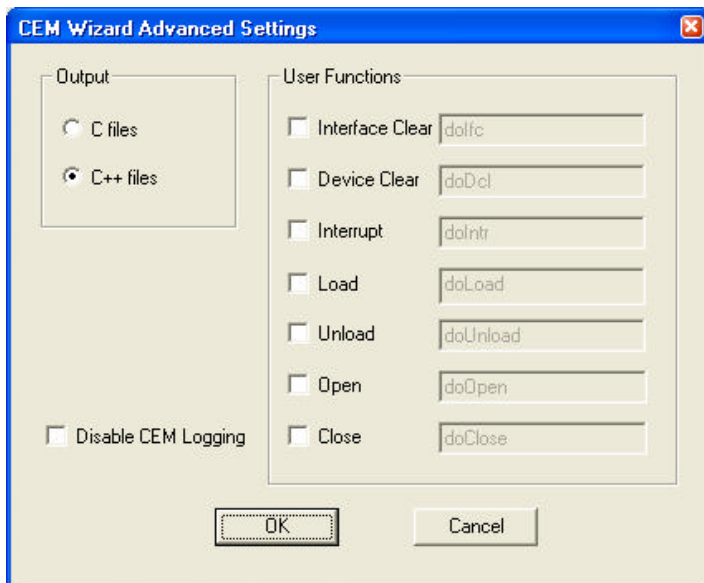 CEM Wizard Advanced Settings
Output
C files
C++ files
Disable CEM Logging
User Functions
Interface Clear doIfc
Device Clear doDcl
Interrupt doIntr
Load doLoad
Unload doUnload
Open doOpen
Close doClose
OK Cancel